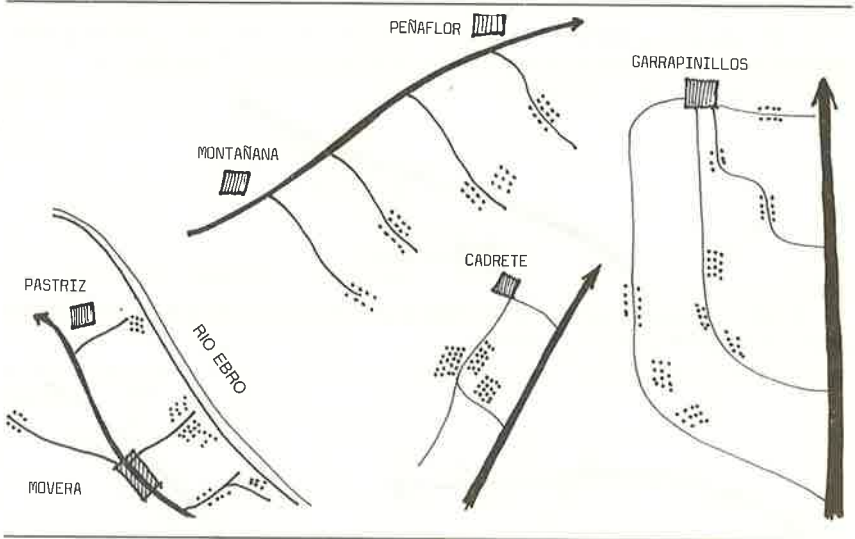 PEÑAFLOR
GARRAPINILLOS
MONTAÑANA
CADRETE
PASTRIZ
RIO EBRO
MOVERA